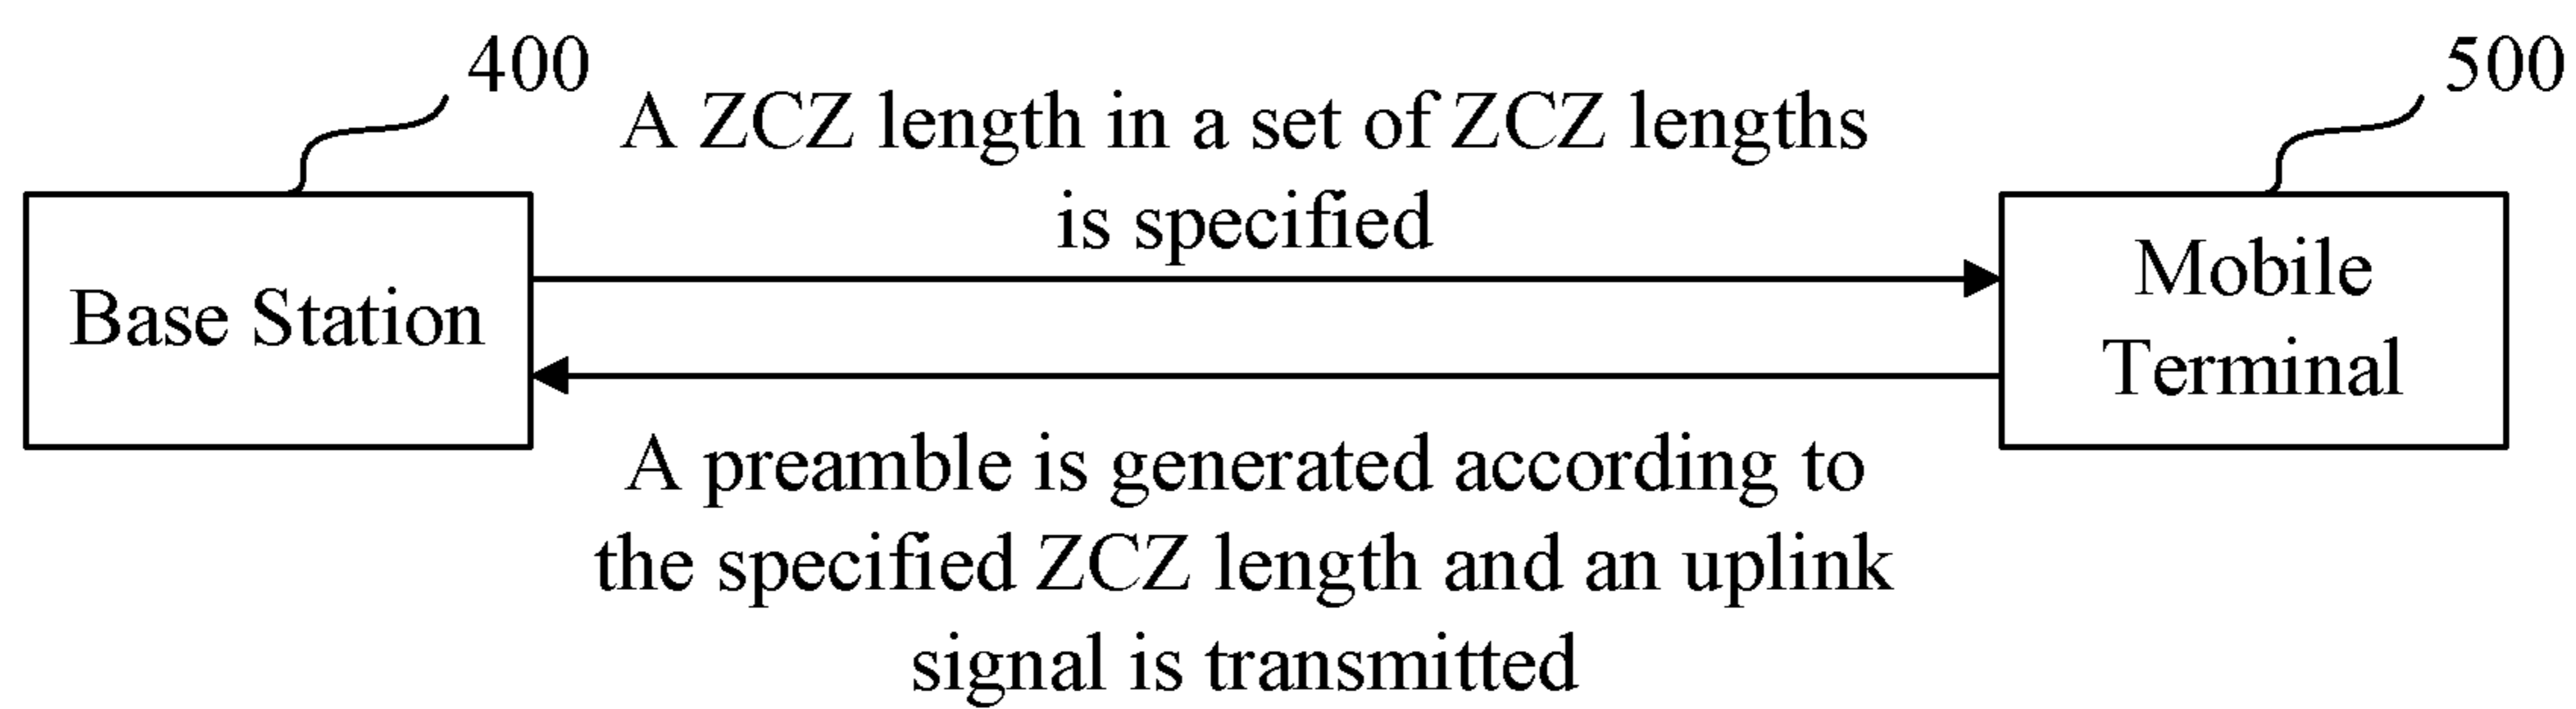 400
500
A ZCZ length in a set of ZCZ lengths
is specified
Base Station
Mobile
Terminal
A preamble is generated according to
the specified ZCZ length and an uplink
signal is transmitted